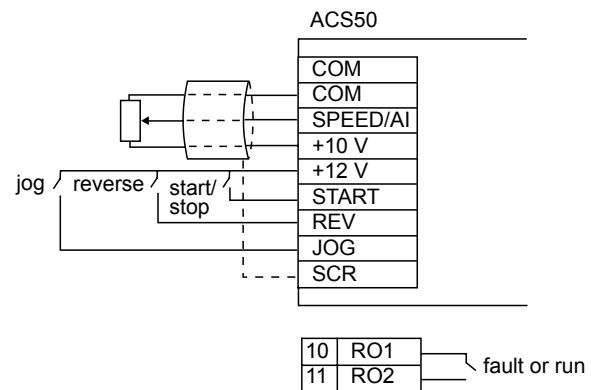 ACS50
COM
COM
SPEED/AI
+10 V
+12 V
START
REV
JOG
SCR
jog
reverse
start/
stop
10 RO1
11 RO2
fault or run